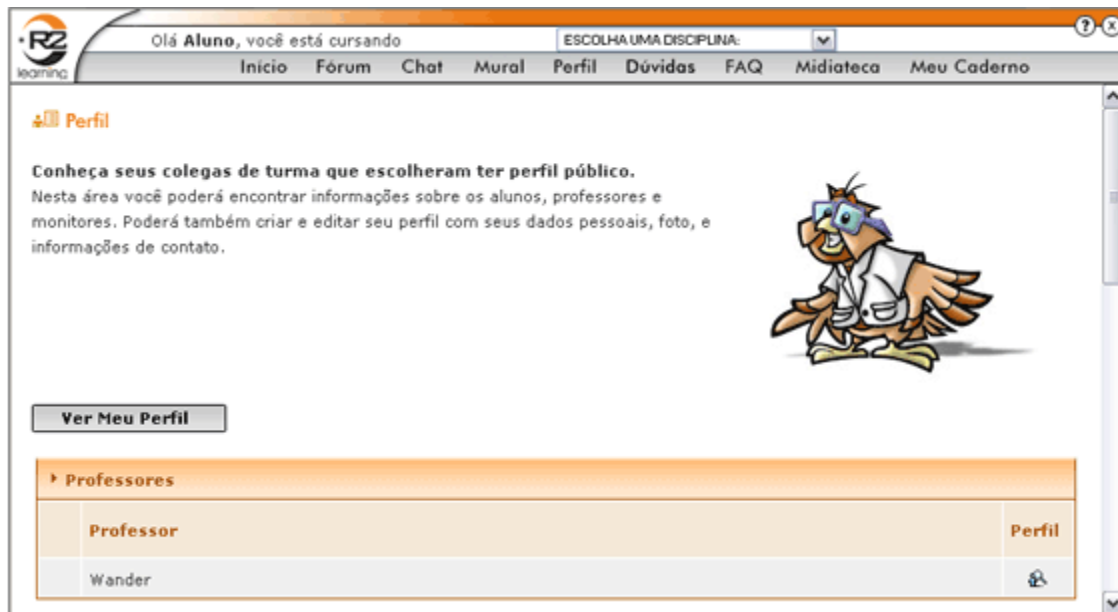 R2
learning
Olá Aluno, você está cursando
ESCOLHA UMA DISCIPLINA:
? x
Início Fórum Chat Mural Perfil Dúvidas FAQ Midiateca Meu Caderno
Perfil
Conheça seus colegas de turma que escolheram ter perfil público.
Nesta área você poderá encontrar informações sobre os alunos, professores e
monitores. Poderá também criar e editar seu perfil com seus dados pessoais, foto, e
informações de contato.
Ver Meu Perfil
Professores
Professor Perfil
Wander